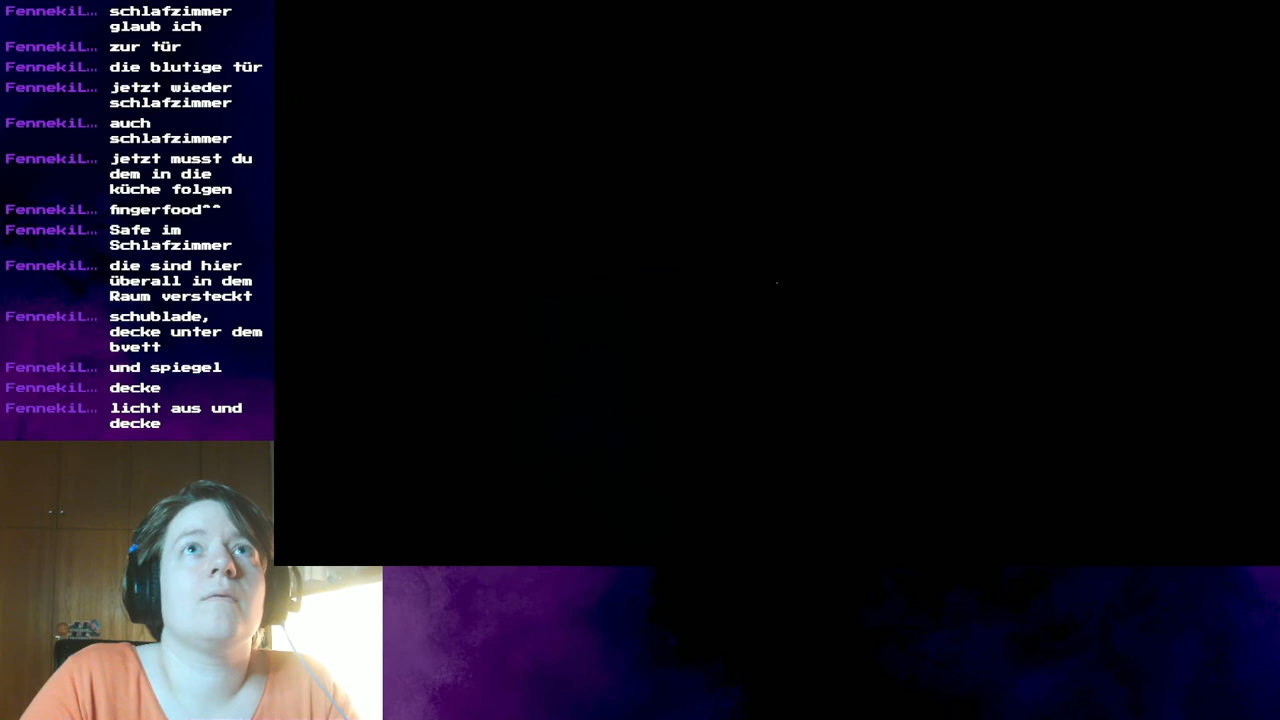 FennekiL… schlafzimmer
glaub ich
FennekiL… zur tür
FennekiL… die blutige tür
FennekiL… jetzt wieder
schlafzimmer
FennekiL… auch
schlafzimmer
FennekiL… jetzt musst du
dem in die
küche folgen
FennekiL… fingerfood^^
FennekiL… Safe im
Schlafzimmer
FennekiL… die sind hier
überall in dem
Raum versteckt
FennekiL… schublade,
decke unter dem
bvett
FennekiL… und spiegel
FennekiL… decke
FennekiL… licht aus und
decke